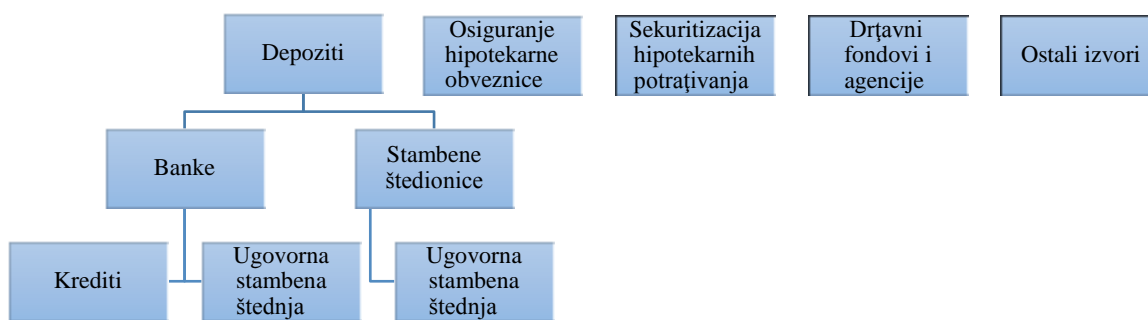 Depoziti
Osiguranje
hipotekarne
obveznice
Sekuritizacija
hipotekarnih
potraţivanja
Drţavni
fondovi i
agencije
Ostali izvori
Banke
Stambene
štedionice
Krediti
Ugovorna
stambena
štednja
Ugovorna
stambena
štednja